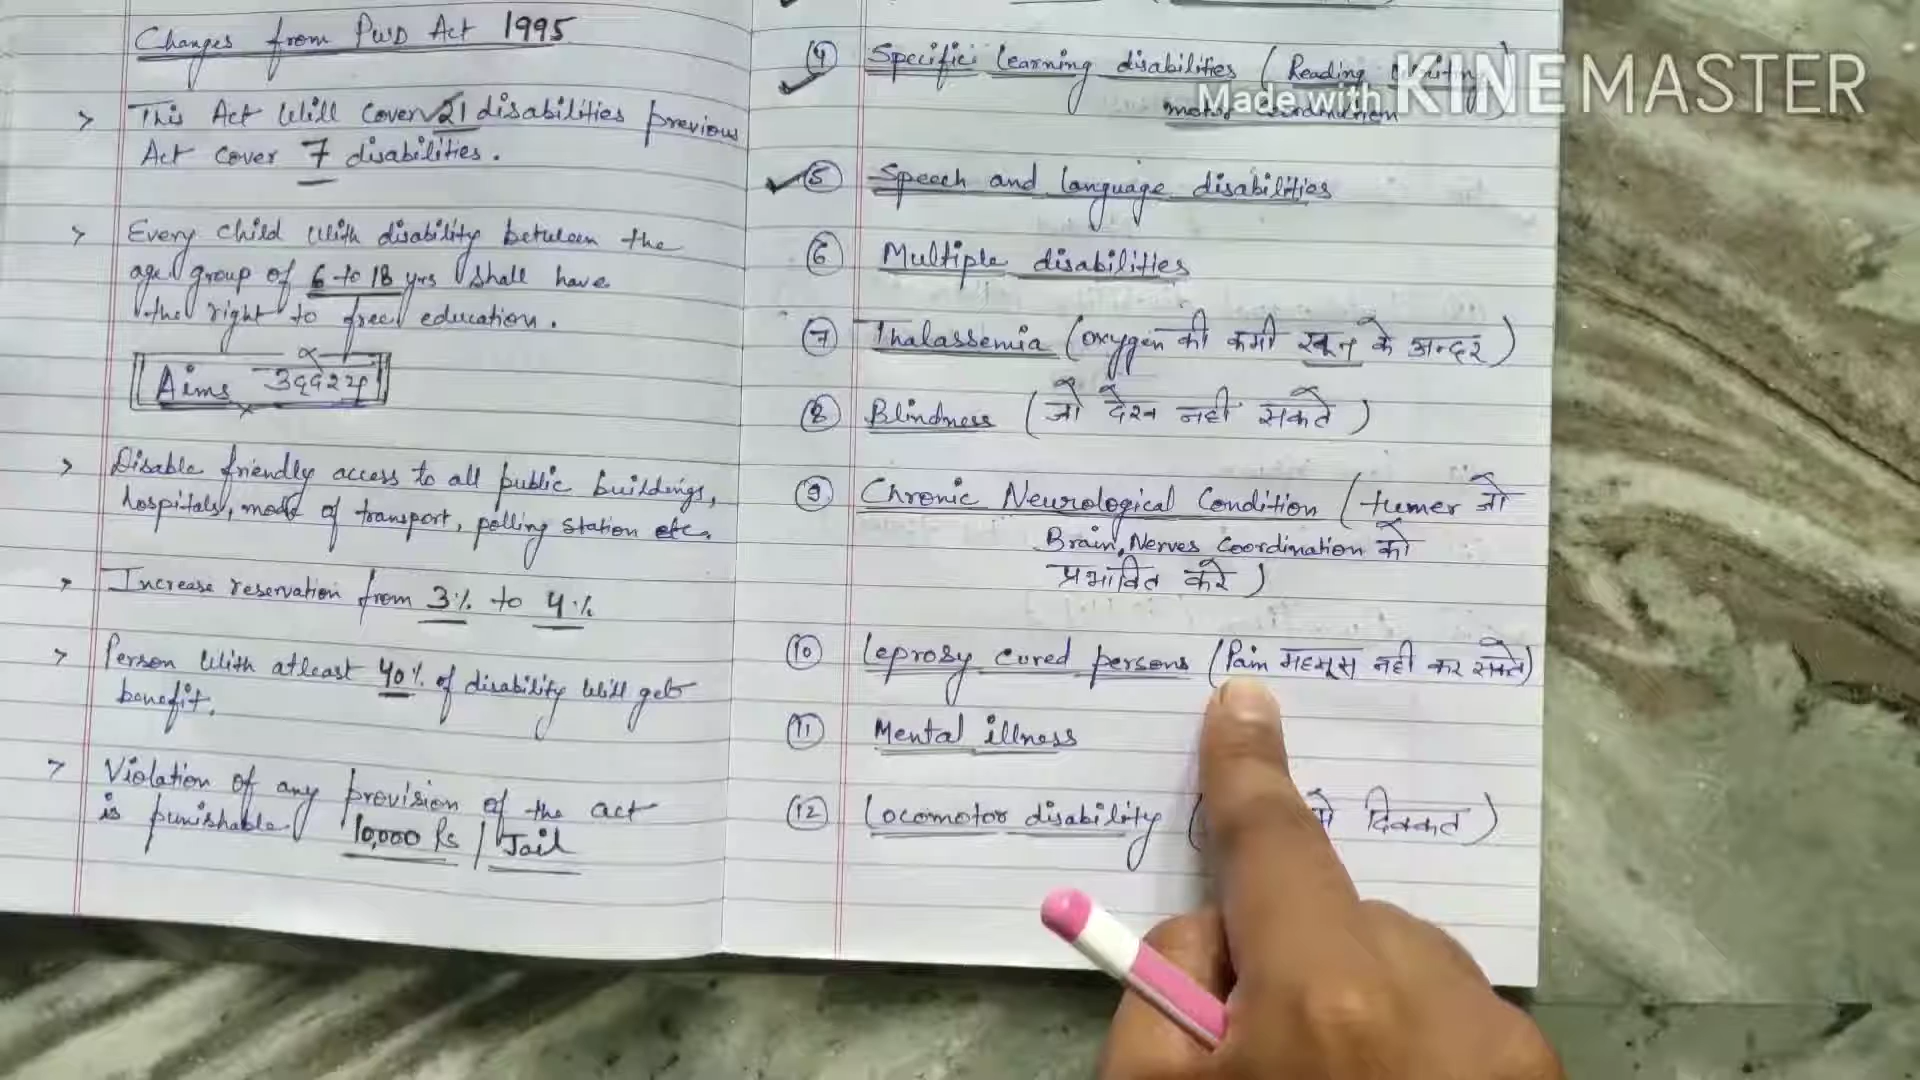 Changes from PwD Act 1995
> This Act Will Cover 21 disabilities previous
Act cover 7 disabilities.
> Every child with disability between the
age group of 6 to 18 yrs shall have
the right to free education.
Aims उद्देश्य
> Disable friendly access to all public buildings,
hospitals, mode of transport, polling station etc.
> Increase reservation from 3% to 4%
> Person with atleast 40% of disability will get
benefit.
> Violation of any provision of the act
is punishable 10,000 Rs / Jail
④ Specific learning disabilities (Reading
motor coordination)
⑤ Speech and language disabilities
⑥ Multiple disabilities
⑦ Thalassemia (oxygen की कमी खून के अन्दर)
⑧ Blindness (जो देख नही सकते)
⑨ Chronic Neurological Condition (tumer जो
Brain, Nerves Coordination को
प्रभावित करे)
⑩ Leprosy cured persons (Pain महसूस नही कर सकते)
⑪ Mental illness
⑫ Locomotor disability ( मे दिक्कत)
Made with KINEMASTER